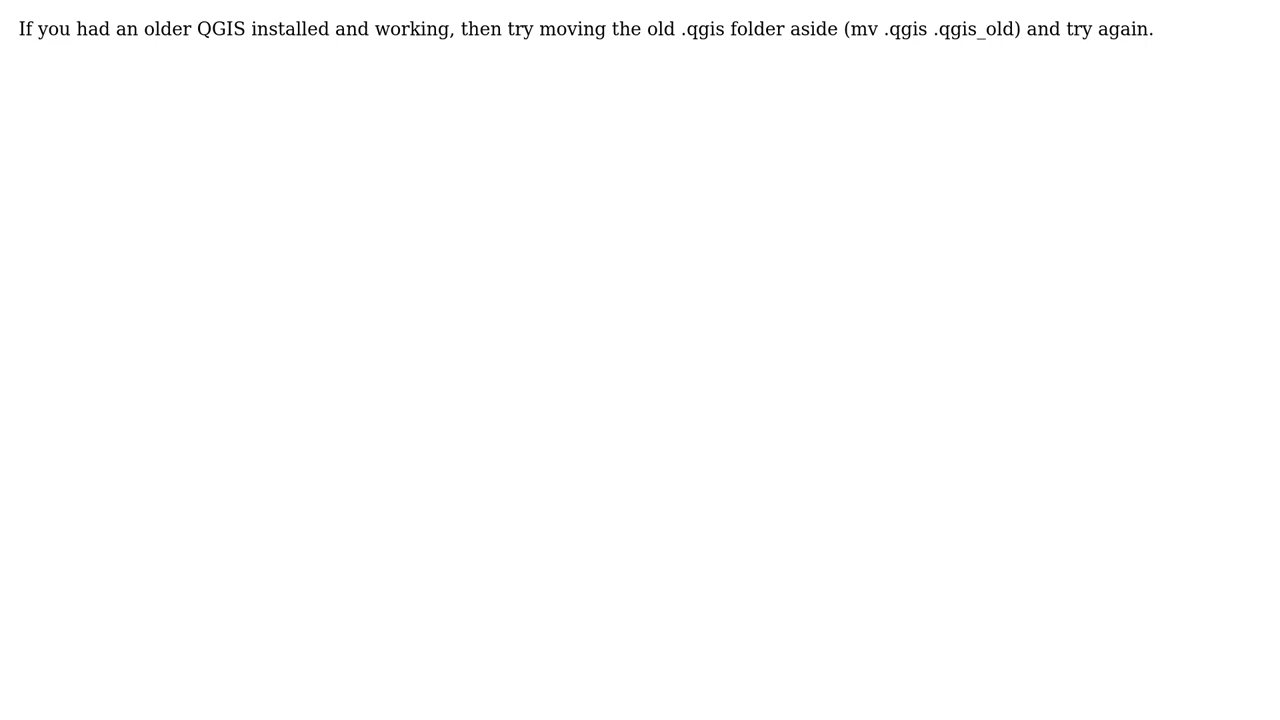 If you had an older QGIS installed and working, then try moving the old .qgis folder aside (mv .qgis .qgis_old) and try again.